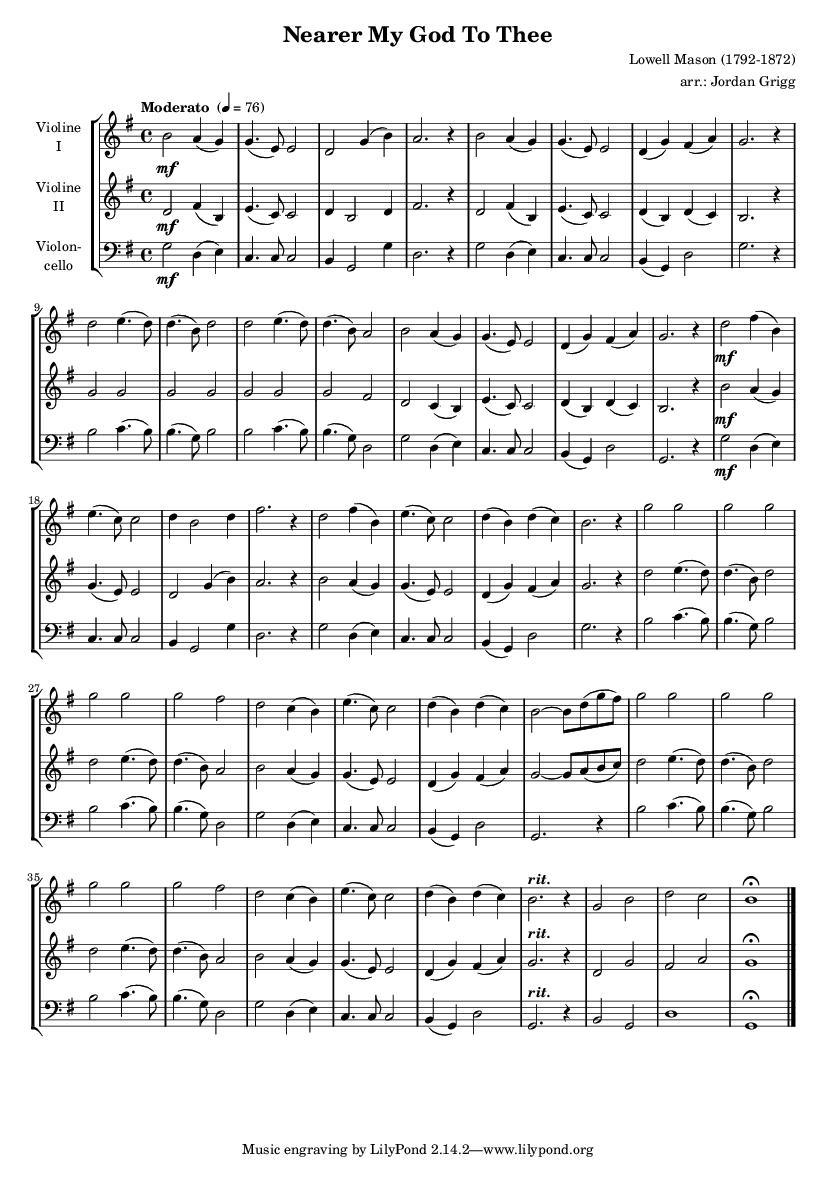 Nearer My God To Thee
Lowell Mason (1792-1872)
arr.: Jordan Grigg
Moderato (♩ = 76)
Violine
I
mf
Violine
II
mf
Violon-
cello
mf
9
mf
mf
mf
18
27
35
rit.
rit.
rit.
Music engraving by LilyPond 2.14.2—www.lilypond.org